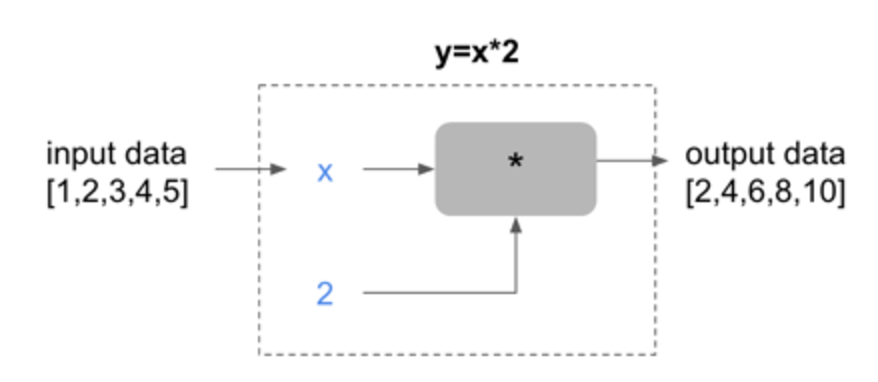 y=x*2
input data
[1,2,3,4,5]
x
*
output data
[2,4,6,8,10]
2